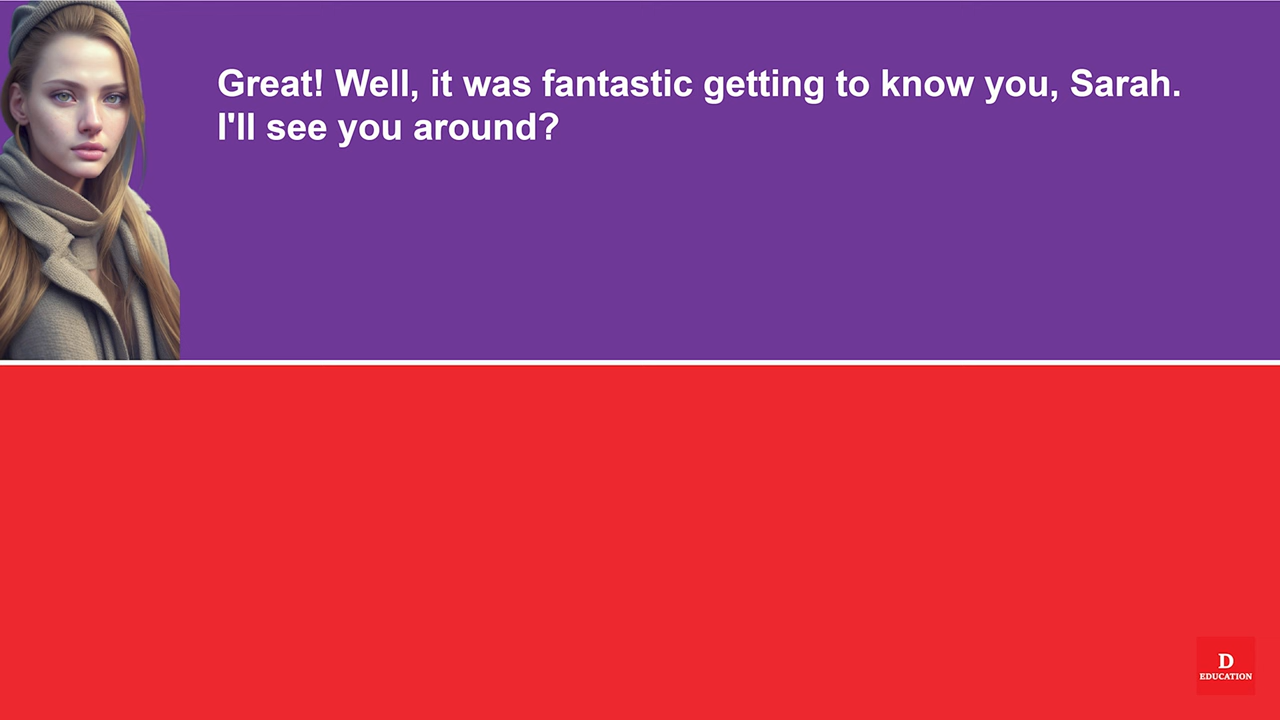 Great! Well, it was fantastic getting to know you, Sarah.
I'll see you around?
D
EDUCATION